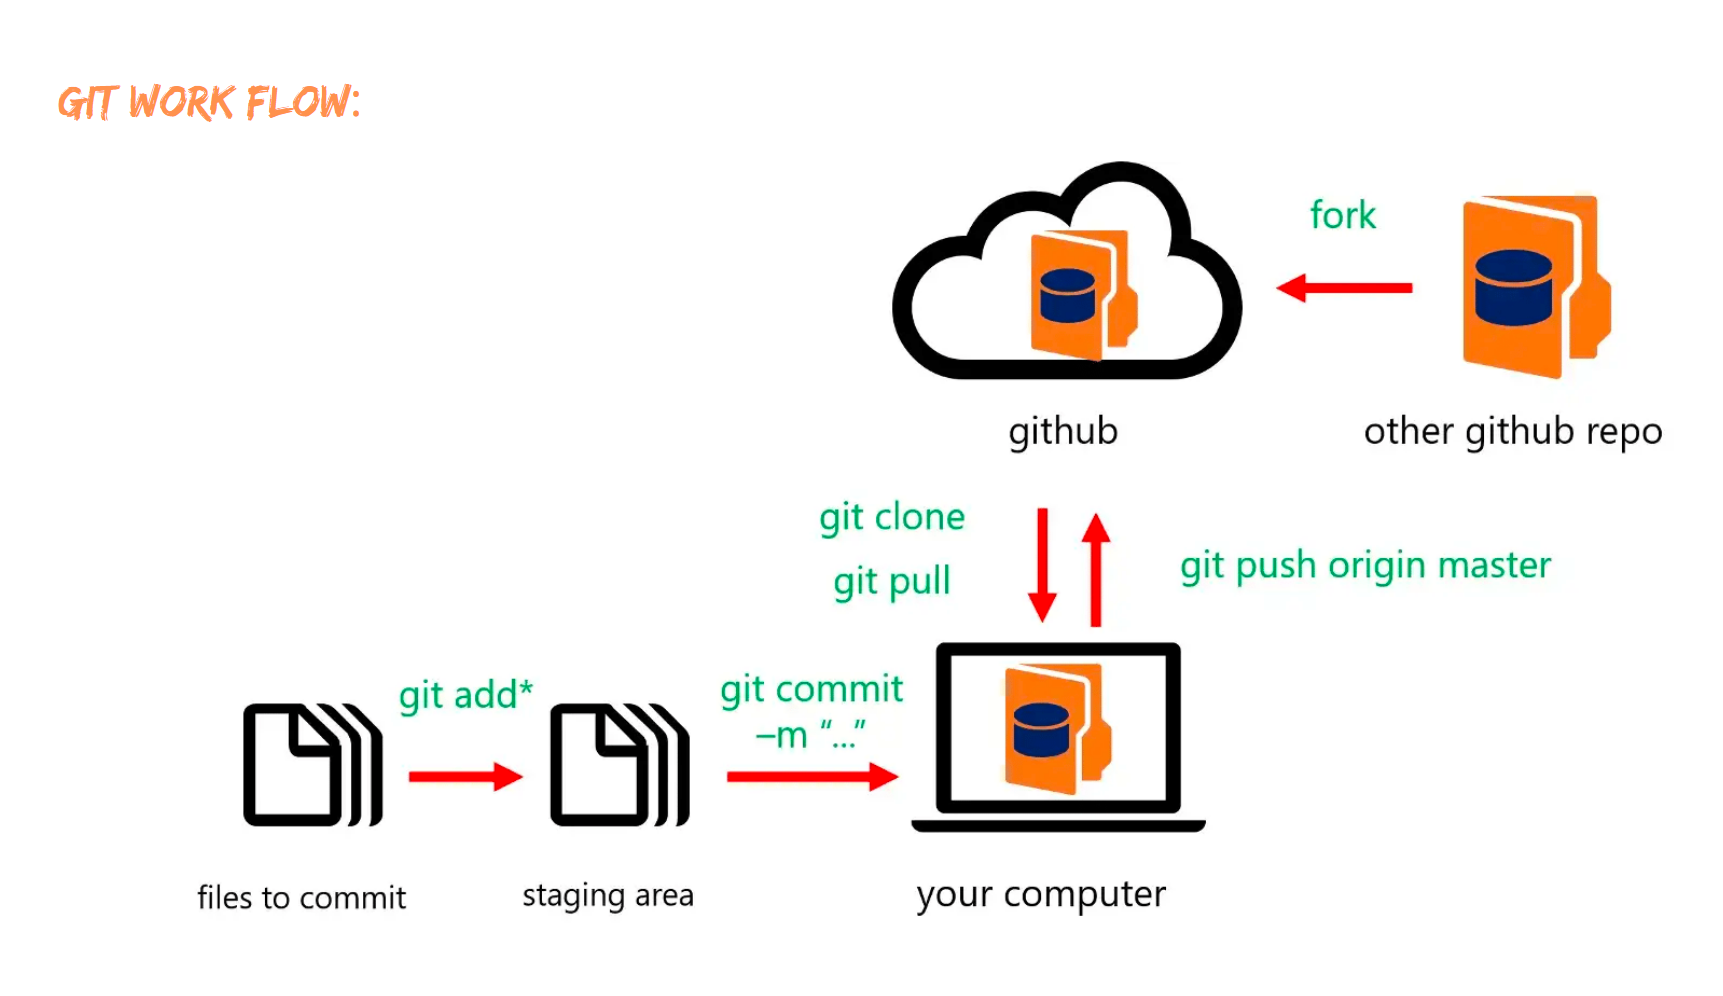 GIT WORK FLOW:
fork
github
other github repo
git clone
git pull
git push origin master
git add*
git commit
–m “...”
files to commit
staging area
your computer